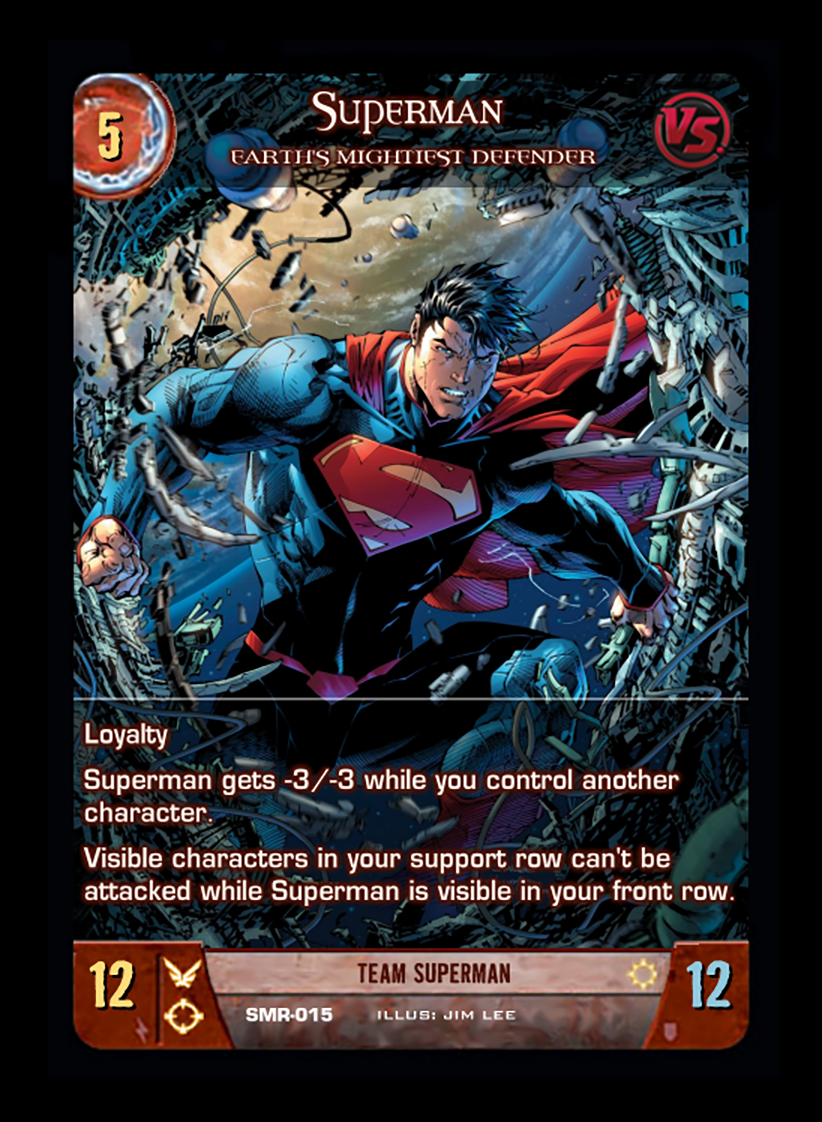 5
Superman
VS.
Earth's Mightiest Defender
Loyalty
Superman gets -3/-3 while you control another
character.
Visible characters in your support row can't be
attacked while Superman is visible in your front row.
12
TEAM SUPERMAN
12
SMR-015 ILLUS: JIM LEE